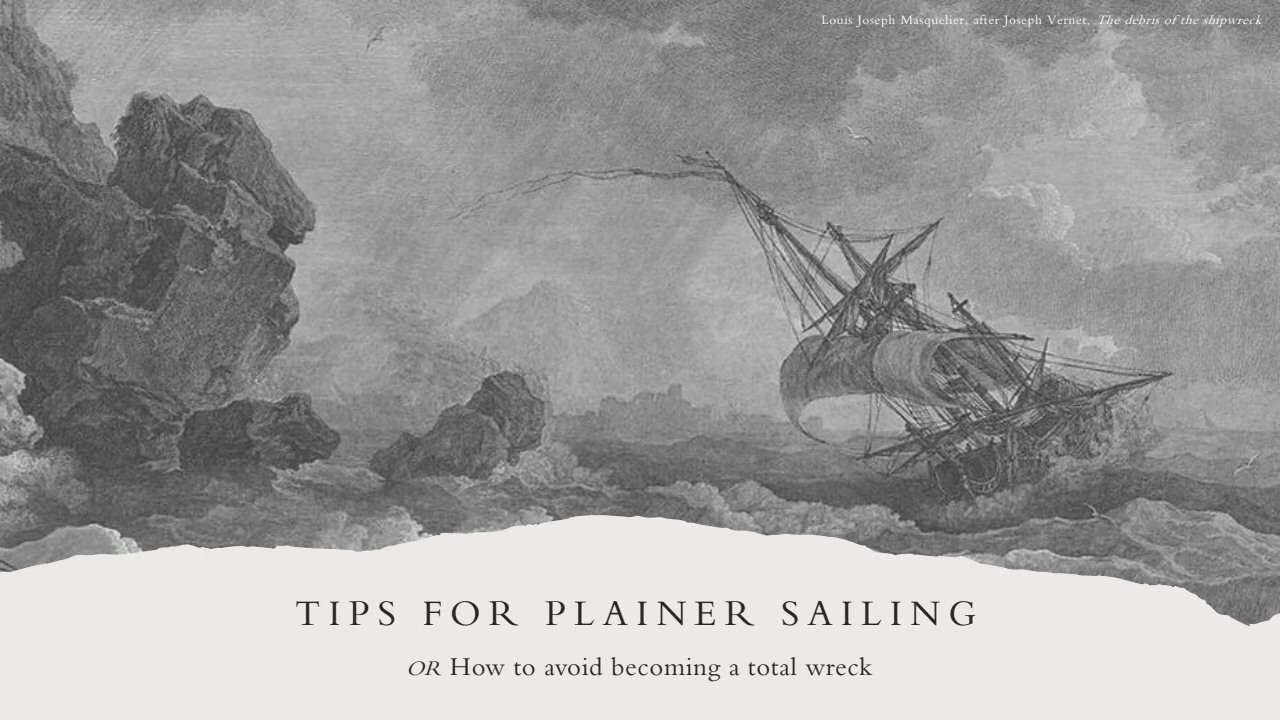 Louis Joseph Masquelier, after Joseph Vernet, The debris of the shipwreck
TIPS FOR PLAINER SAILING
OR How to avoid becoming a total wreck